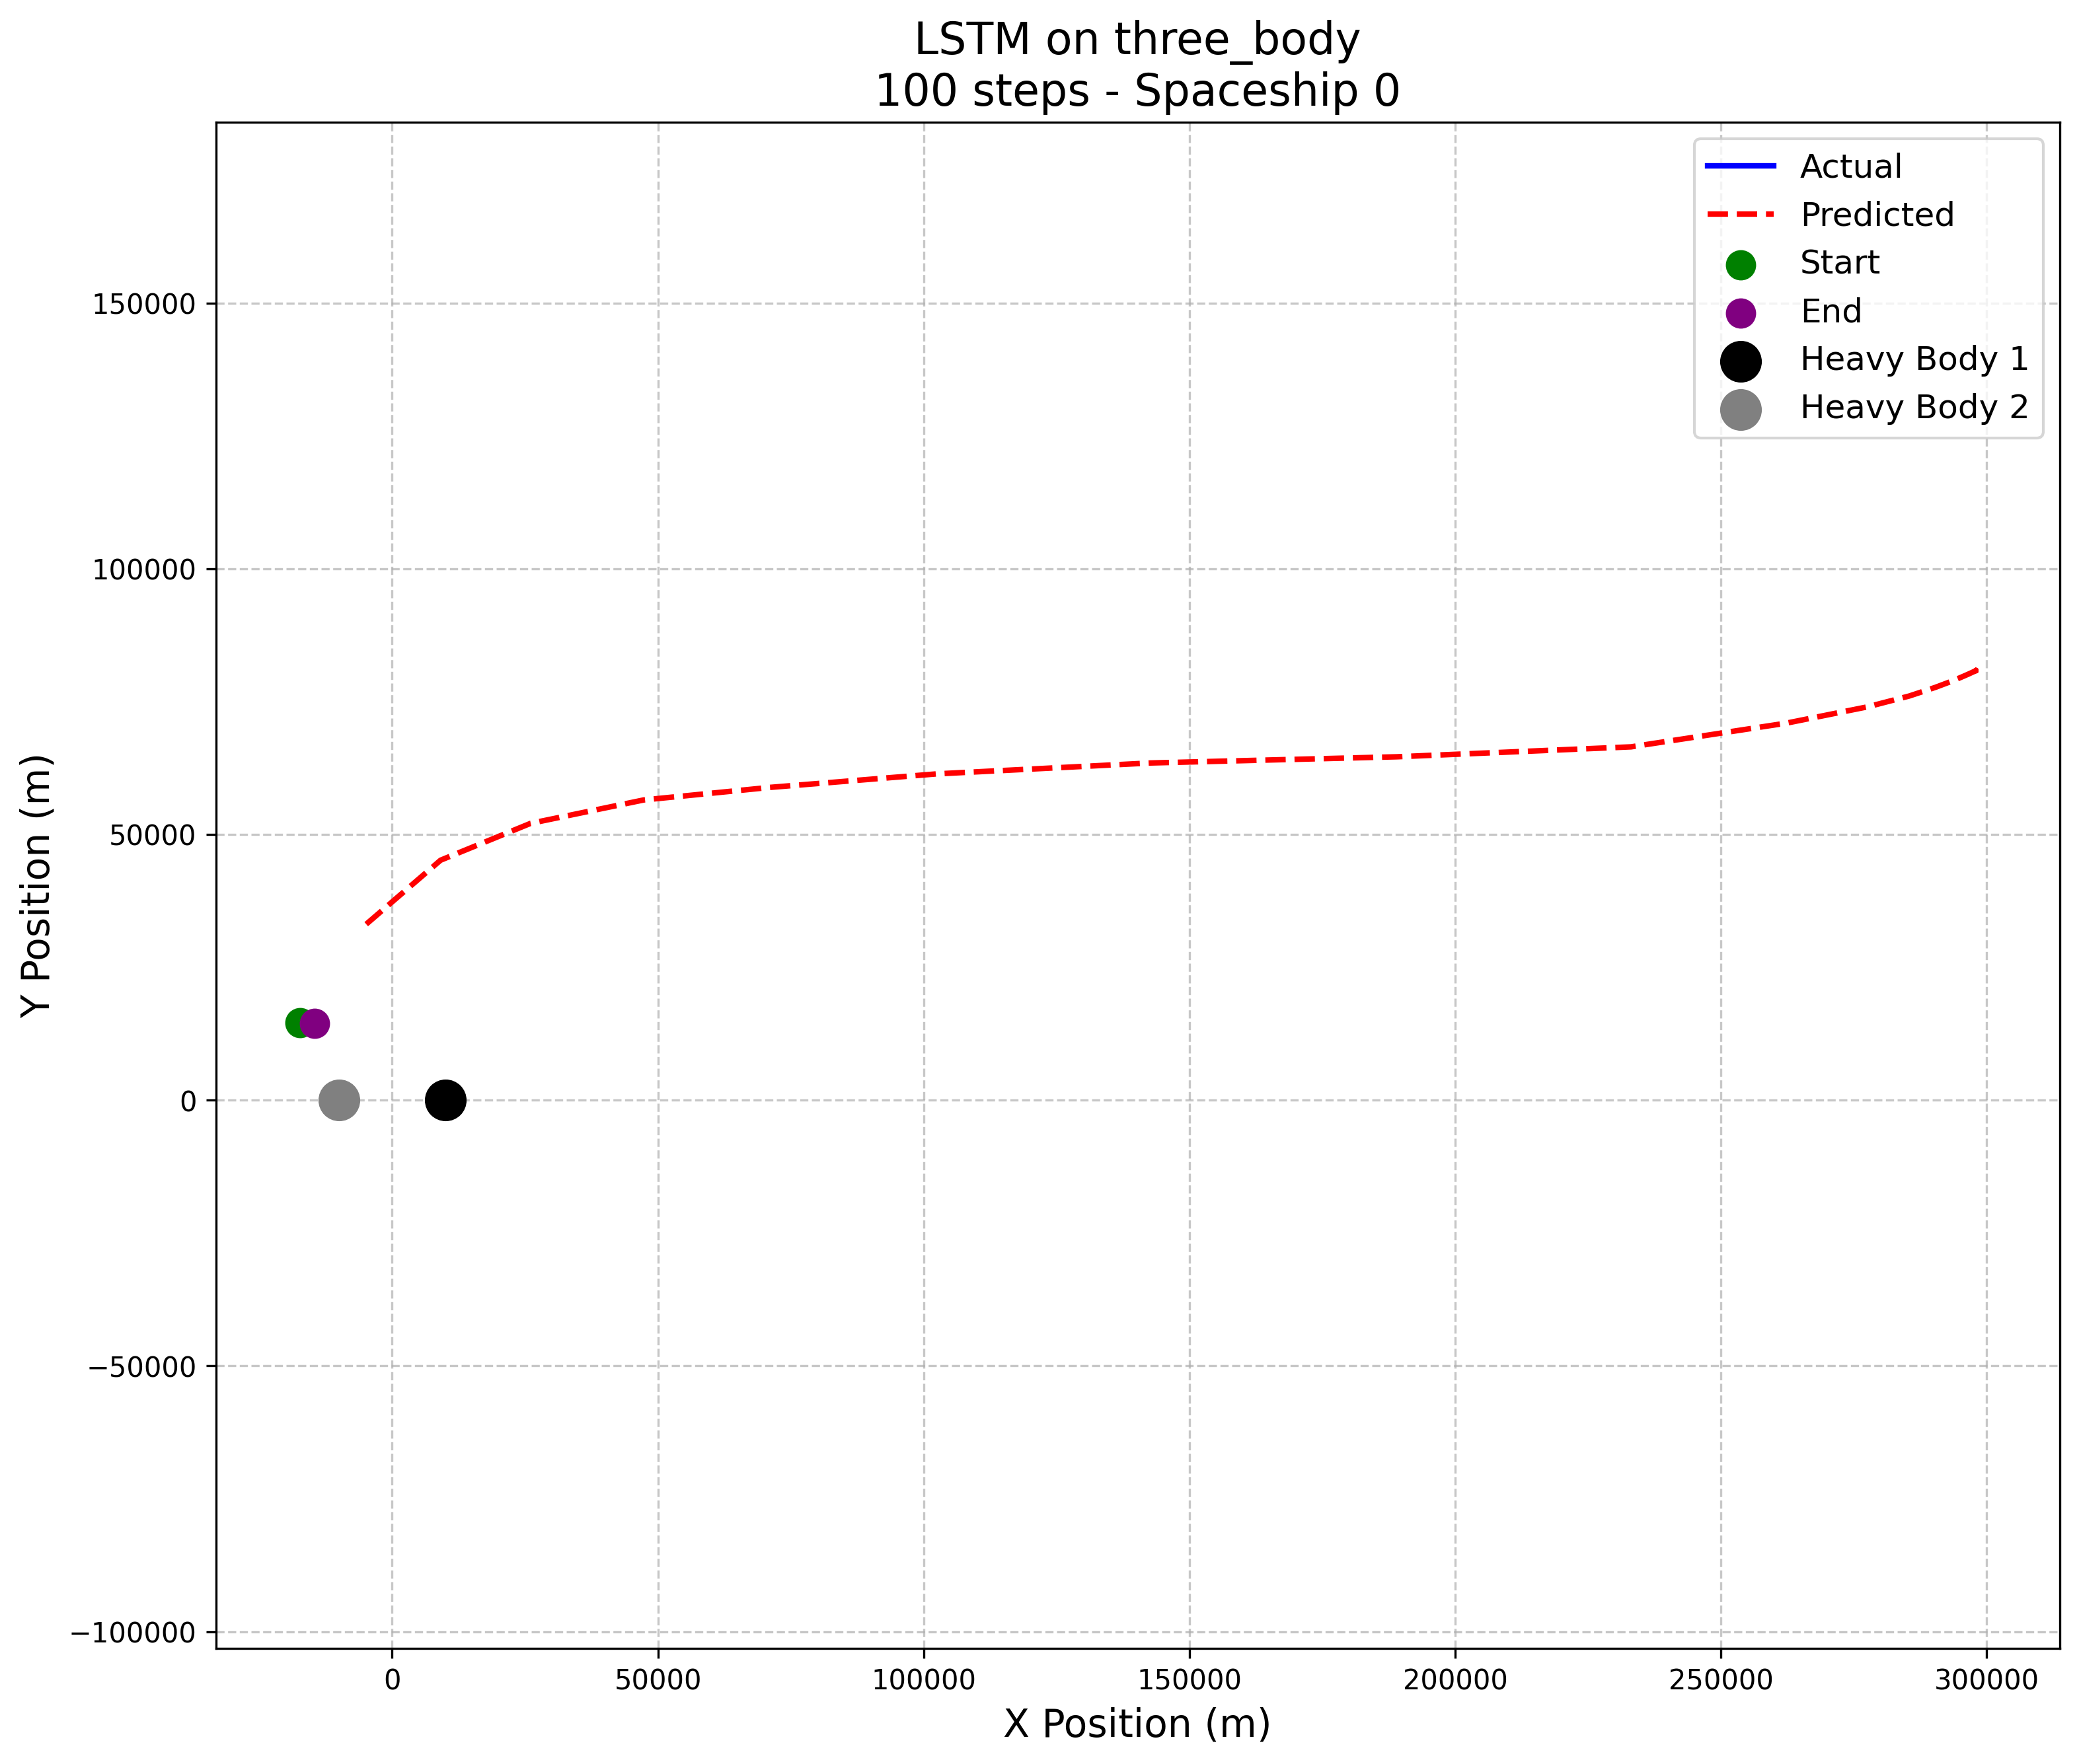 LSTM on three_body
100 steps - Spaceship 0
Actual
Predicted
Start
End
Heavy Body 1
Heavy Body 2
Y Position (m)
150000
100000
50000
0
−50000
−100000
0
50000
100000
150000
200000
250000
300000
X Position (m)